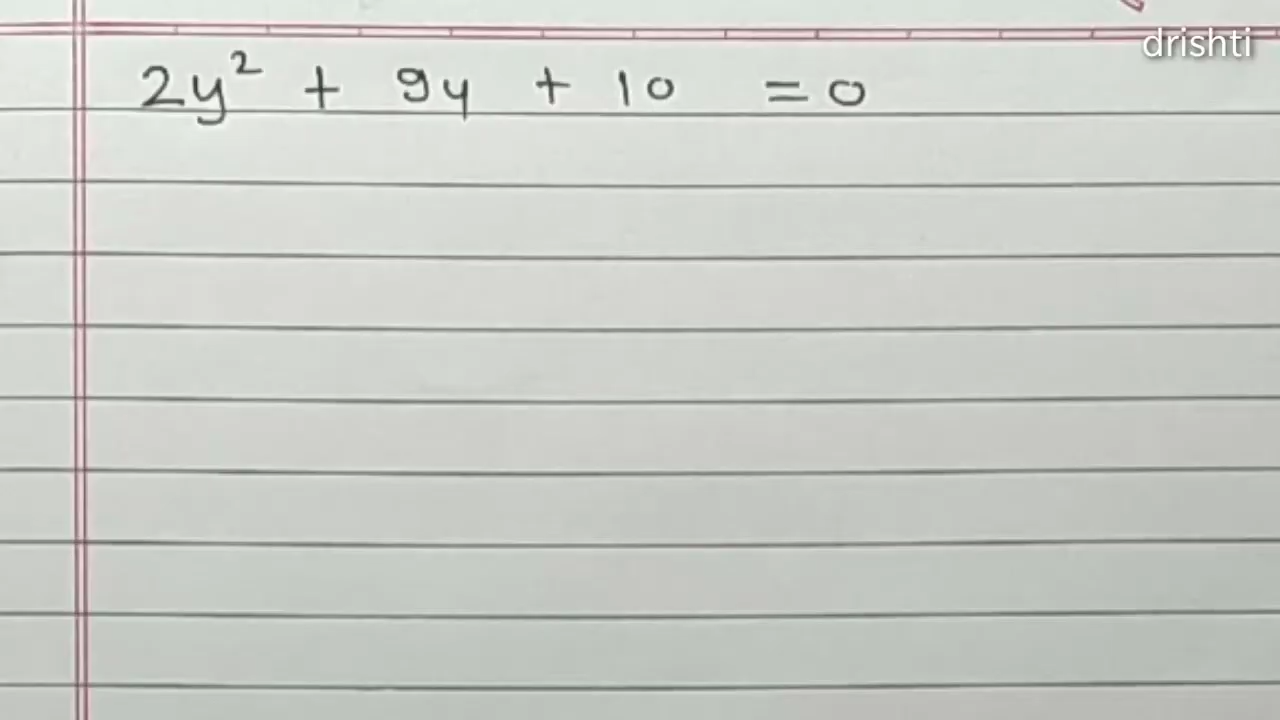 drishti
2y² + 9y + 10 = 0